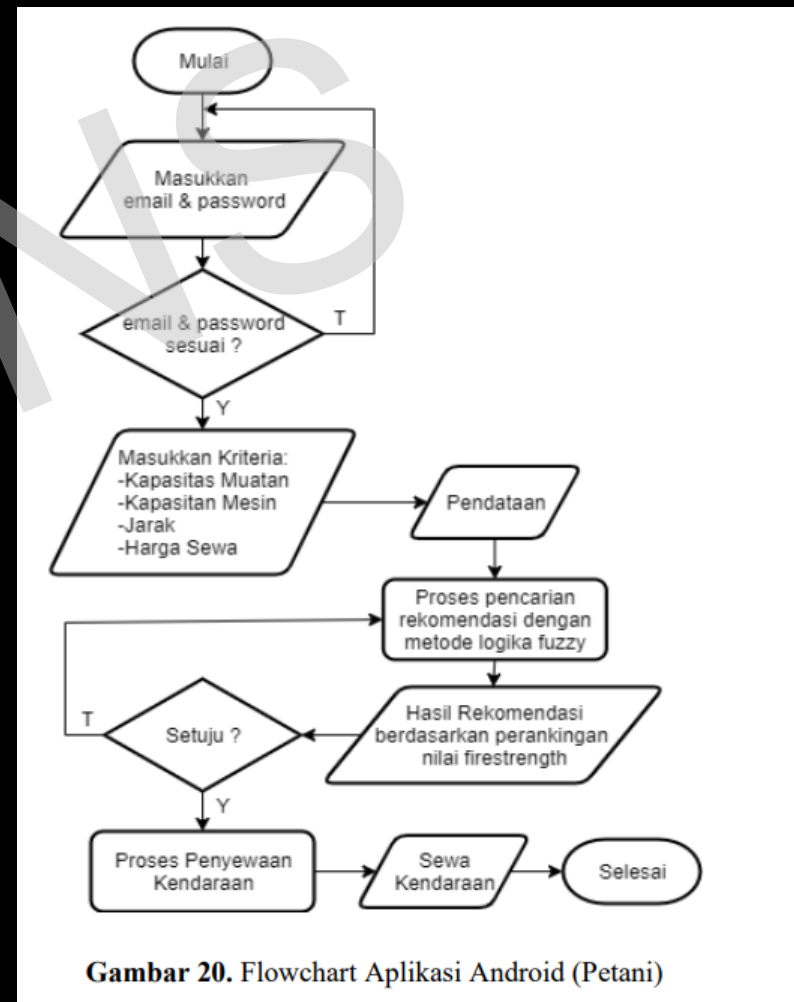 Mulai
Masukkan
email & password
email & password
sesuai ?
T
Y
Masukkan Kriteria:
-Kapasitas Muatan
-Kapasitan Mesin
-Jarak
-Harga Sewa
Pendataan
Proses pencarian
rekomendasi dengan
metode logika fuzzy
Hasil Rekomendasi
berdasarkan perankingan
nilai firestrength
Setuju ?
T
Y
Proses Penyewaan
Kendaraan
Sewa
Kendaraan
Selesai
Gambar 20. Flowchart Aplikasi Android (Petani)